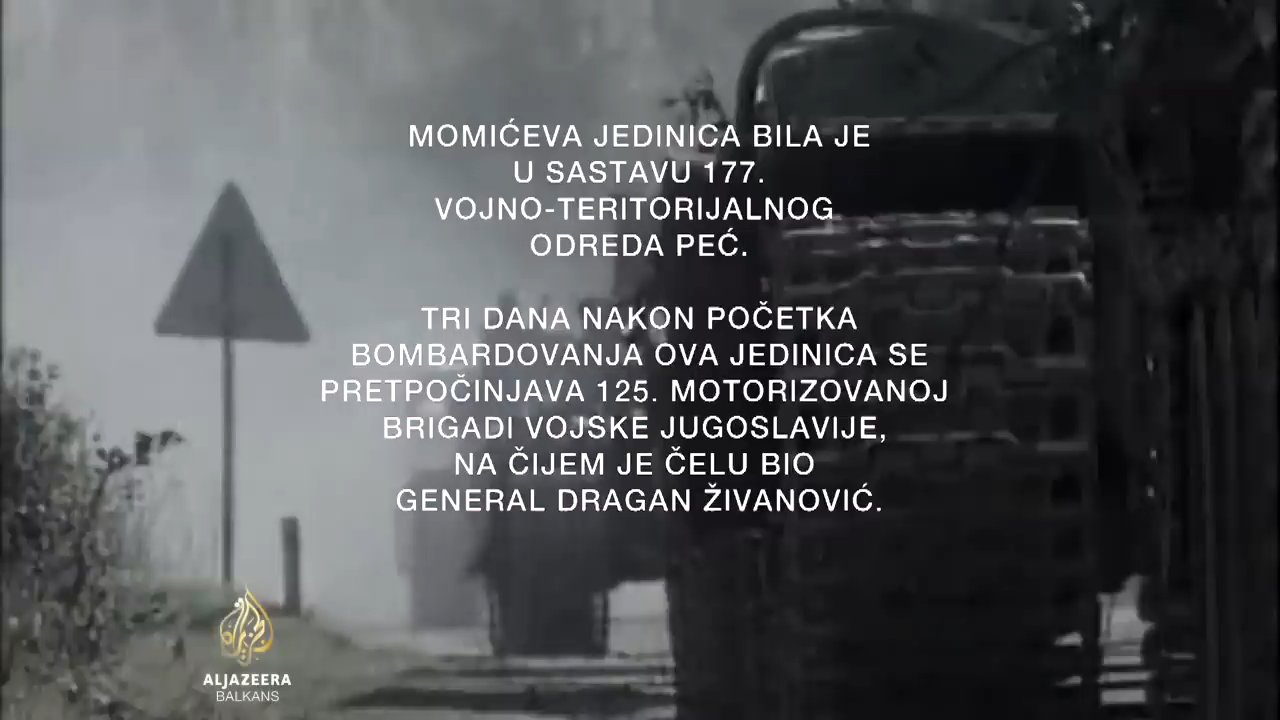 MOMIĆEVA JEDINICA BILA JE
U SASTAVU 177.
VOJNO-TERITORIJALNOG
ODREDA PEĆ.
TRI DANA NAKON POČETKA
BOMBARDOVANJA OVA JEDINICA SE
PRETPOČINJAVA 125. MOTORIZOVANOJ
BRIGADI VOJSKE JUGOSLAVIJE,
NA ČIJEM JE ČELU BIO
GENERAL DRAGAN ŽIVANOVIĆ.
ALJAZEERA
BALKANS